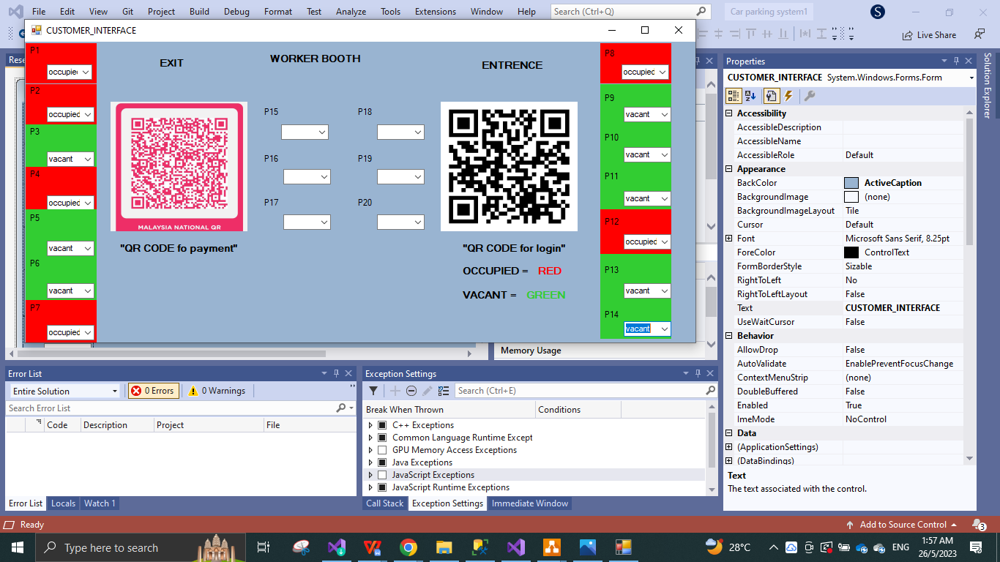 File Edit View Git Project Build Debug Format Test Analyze Tools Extensions Window Help Search (Ctrl+Q) Car parking system1 S
Live Share
CUSTOMER_INTERFACE
P1
occupied
P2
occupied
P3
vacant
P4
occupied
P5
vacant
P6
vacant
P7
occupied
EXIT
WORKER BOOTH
ENTRENCE
MALAYSIA NATIONAL QR
"QR CODE fo payment"
P15 P18
P16 P19
P17 P20
"QR CODE for login"
OCCUPIED = RED
VACANT = GREEN
P8
occupied
P9
vacant
P10
vacant
P11
vacant
P12
occupied
P13
vacant
P14
vacant
Memory Usage
Properties
CUSTOMER_INTERFACE System.Windows.Forms.Form
Accessibility
AccessibleDescription
AccessibleName
AccessibleRole Default
Appearance
BackColor ActiveCaption
BackgroundImage (none)
BackgroundImageLayout Tile
Cursor Default
Font Microsoft Sans Serif, 8.25pt
ForeColor ControlText
FormBorderStyle Sizable
RightToLeft No
RightToLeftLayout False
Text CUSTOMER_INTERFACE
UseWaitCursor False
Behavior
AllowDrop False
AutoValidate EnablePreventFocusChange
ContextMenuStrip (none)
DoubleBuffered False
Enabled True
ImeMode NoControl
Data
(ApplicationSettings)
(DataBindings)
Text
The text associated with the control.
Solution Explorer
Error List
Entire Solution 0 Errors 0 Warnings
Search Error List
Code Description Project File
Error List Locals Watch 1
Exception Settings
Search (Ctrl+E)
Break When Thrown Conditions
C++ Exceptions
Common Language Runtime Except
GPU Memory Access Exceptions
Java Exceptions
JavaScript Exceptions
JavaScript Runtime Exceptions
Call Stack Exception Settings Immediate Window
Ready Add to Source Control 3
Type here to search 28°C ENG 1:57 AM
26/5/2023